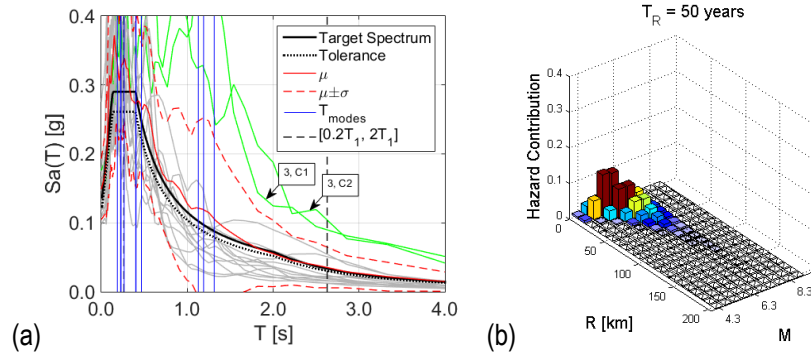 0.4
0.3
0.2
0.1
0
0.0
1.0
2.0
3.0
4.0
Sa(T) [g]
T [s]
Target Spectrum
Tolerance
μ
μ±σ
T_modes
[0.2T_1, 2T_1]
3, C1
3, C2
(a)
T_R = 50 years
Hazard Contribution
0.4
0.3
0.2
0.1
0
0
50
100
150
200
R [km]
4.3
6.3
8.3
M
(b)